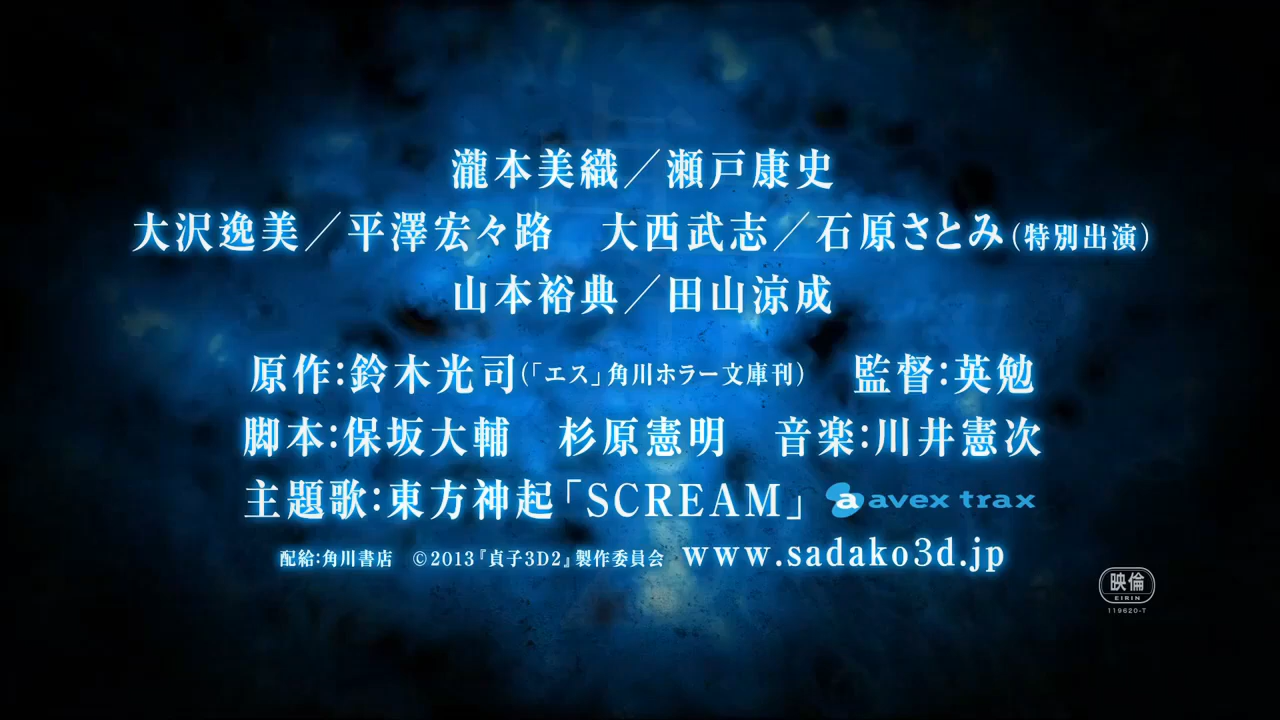 瀧本美織／瀬戸康史
大沢逸美／平澤宏々路　大西武志／石原さとみ(特別出演)
山本裕典／田山涼成
原作:鈴木光司(「エス」角川ホラー文庫刊)　監督:英勉
脚本:保坂大輔　杉原憲明　音楽:川井憲次
主題歌:東方神起「SCREAM」 a avex trax
配給:角川書店　©2013『貞子3D2』製作委員会 www.sadako3d.jp
映倫
EIRIN
119620-T